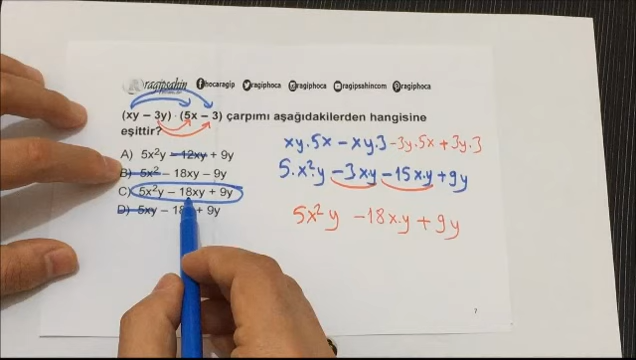 ragipsahin hocaragip ragiphoca ragiphoca ragipsahincom ragiphoca
(xy – 3y) · (5x – 3) çarpımı aşağıdakilerden hangisine
eşittir?
A) 5x²y – 12xy + 9y
B) 5x² – 18xy – 9y
C) 5x²y – 18xy + 9y
D) 5xy – 18 + 9y
xy.5x – xy.3 – 3y.5x + 3y.3
5.x².y – 3xy – 15x.y + 9y
5x²y – 18x.y + 9y
7